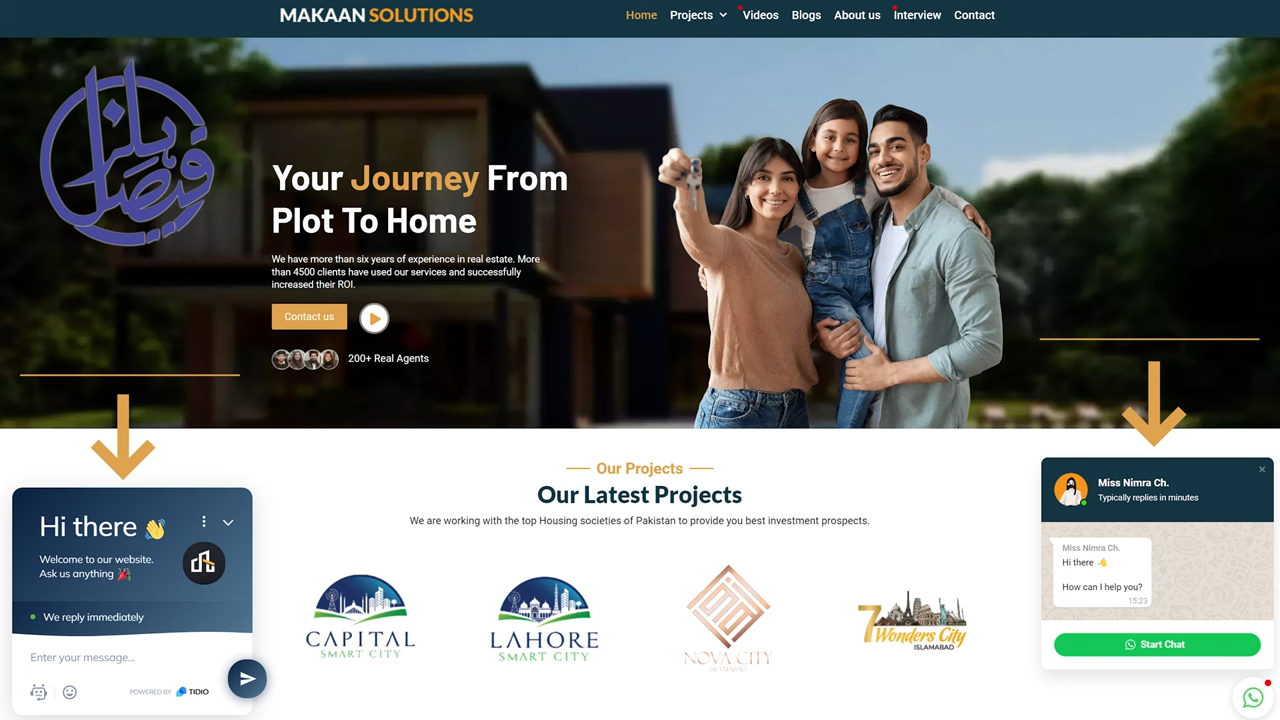 MAKAAN SOLUTIONS
Home Projects Videos Blogs About us Interview Contact
فیصل ہلز
Your Journey From
Plot To Home
We have more than six years of experience in real estate. More
than 4500 clients have used our services and successfully
increased their ROI.
Contact us
200+ Real Agents
Our Projects
Our Latest Projects
We are working with the top Housing societies of Pakistan to provide you best investment prospects.
CAPITAL
SMART CITY
LAHORE
SMART CITY
NOVA CITY
ISLAMABAD
7 Wonders City
ISLAMABAD
Hi there 👋
Welcome to our website.
Ask us anything 🎉
We reply immediately
Enter your message...
POWERED BY TIDIO
Miss Nimra Ch.
Typically replies in minutes
Miss Nimra Ch.
Hi there 👋
How can I help you?
15:23
Start Chat